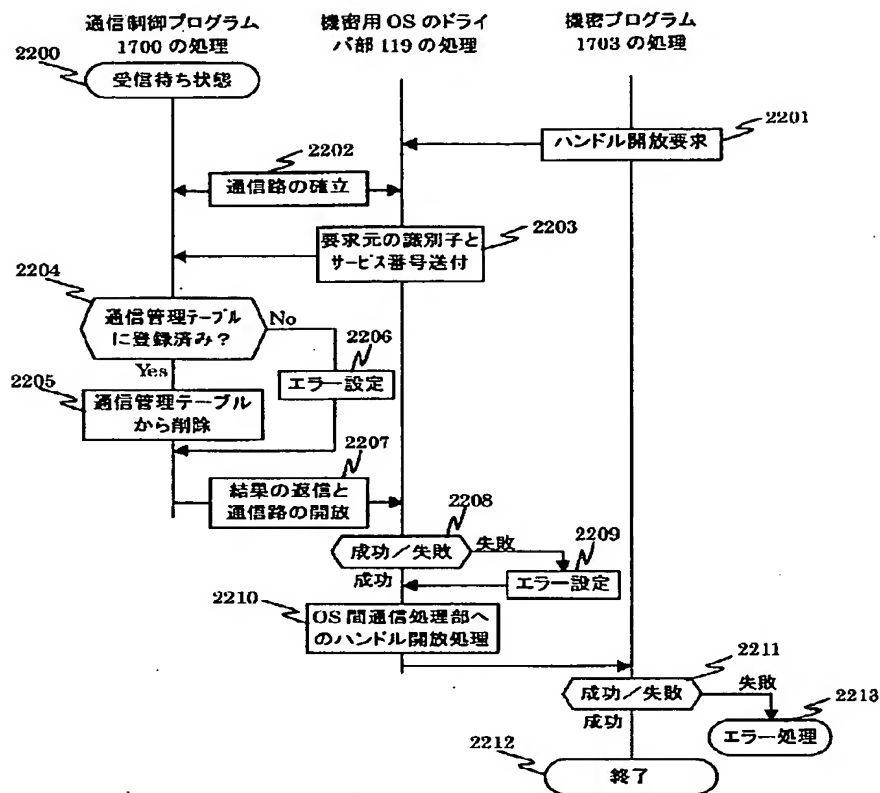 通信制御プログラム
1700 の処理
機密用 OS のドライ
バ部 119 の処理
機密プログラム
1703 の処理
2200
受信待ち状態
2201
ハンドル開放要求
2202
通信路の確立
2203
要求元の識別子と
サービス番号送付
2204
通信管理テーブル
に登録済み?
No
Yes
2206
エラー設定
2205
通信管理テーブル
から削除
2207
結果の返信と
通信路の開放
2208
成功/失敗
失敗
成功
2209
エラー設定
2210
OS 間通信処理部へ
のハンドル開放処理
2211
成功/失敗
失敗
成功
2213
エラー処理
2212
終了